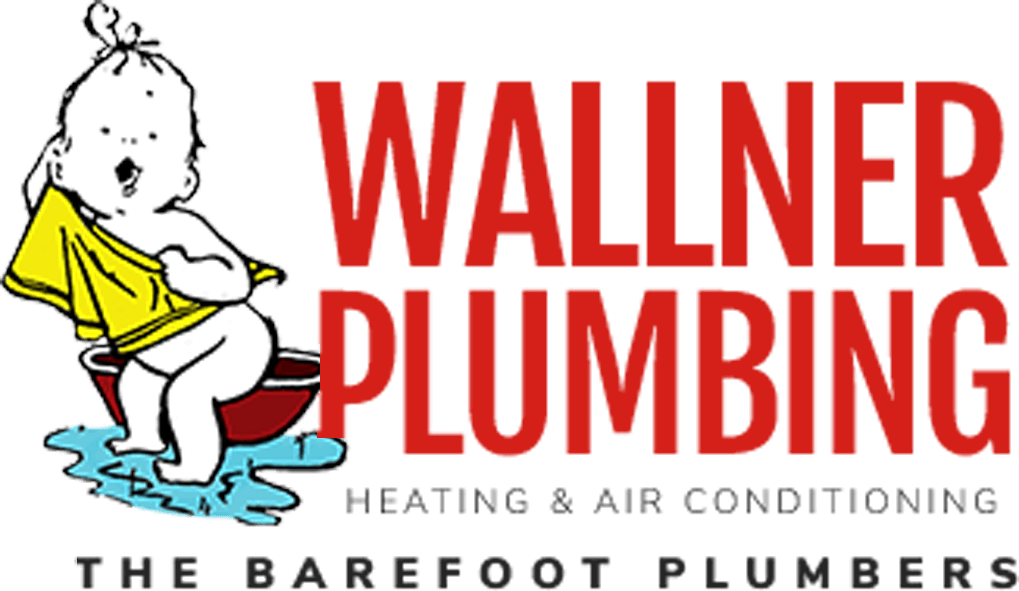 WALLNER
PLUMBING
HEATING & AIR CONDITIONING
THE BAREFOOT PLUMBERS